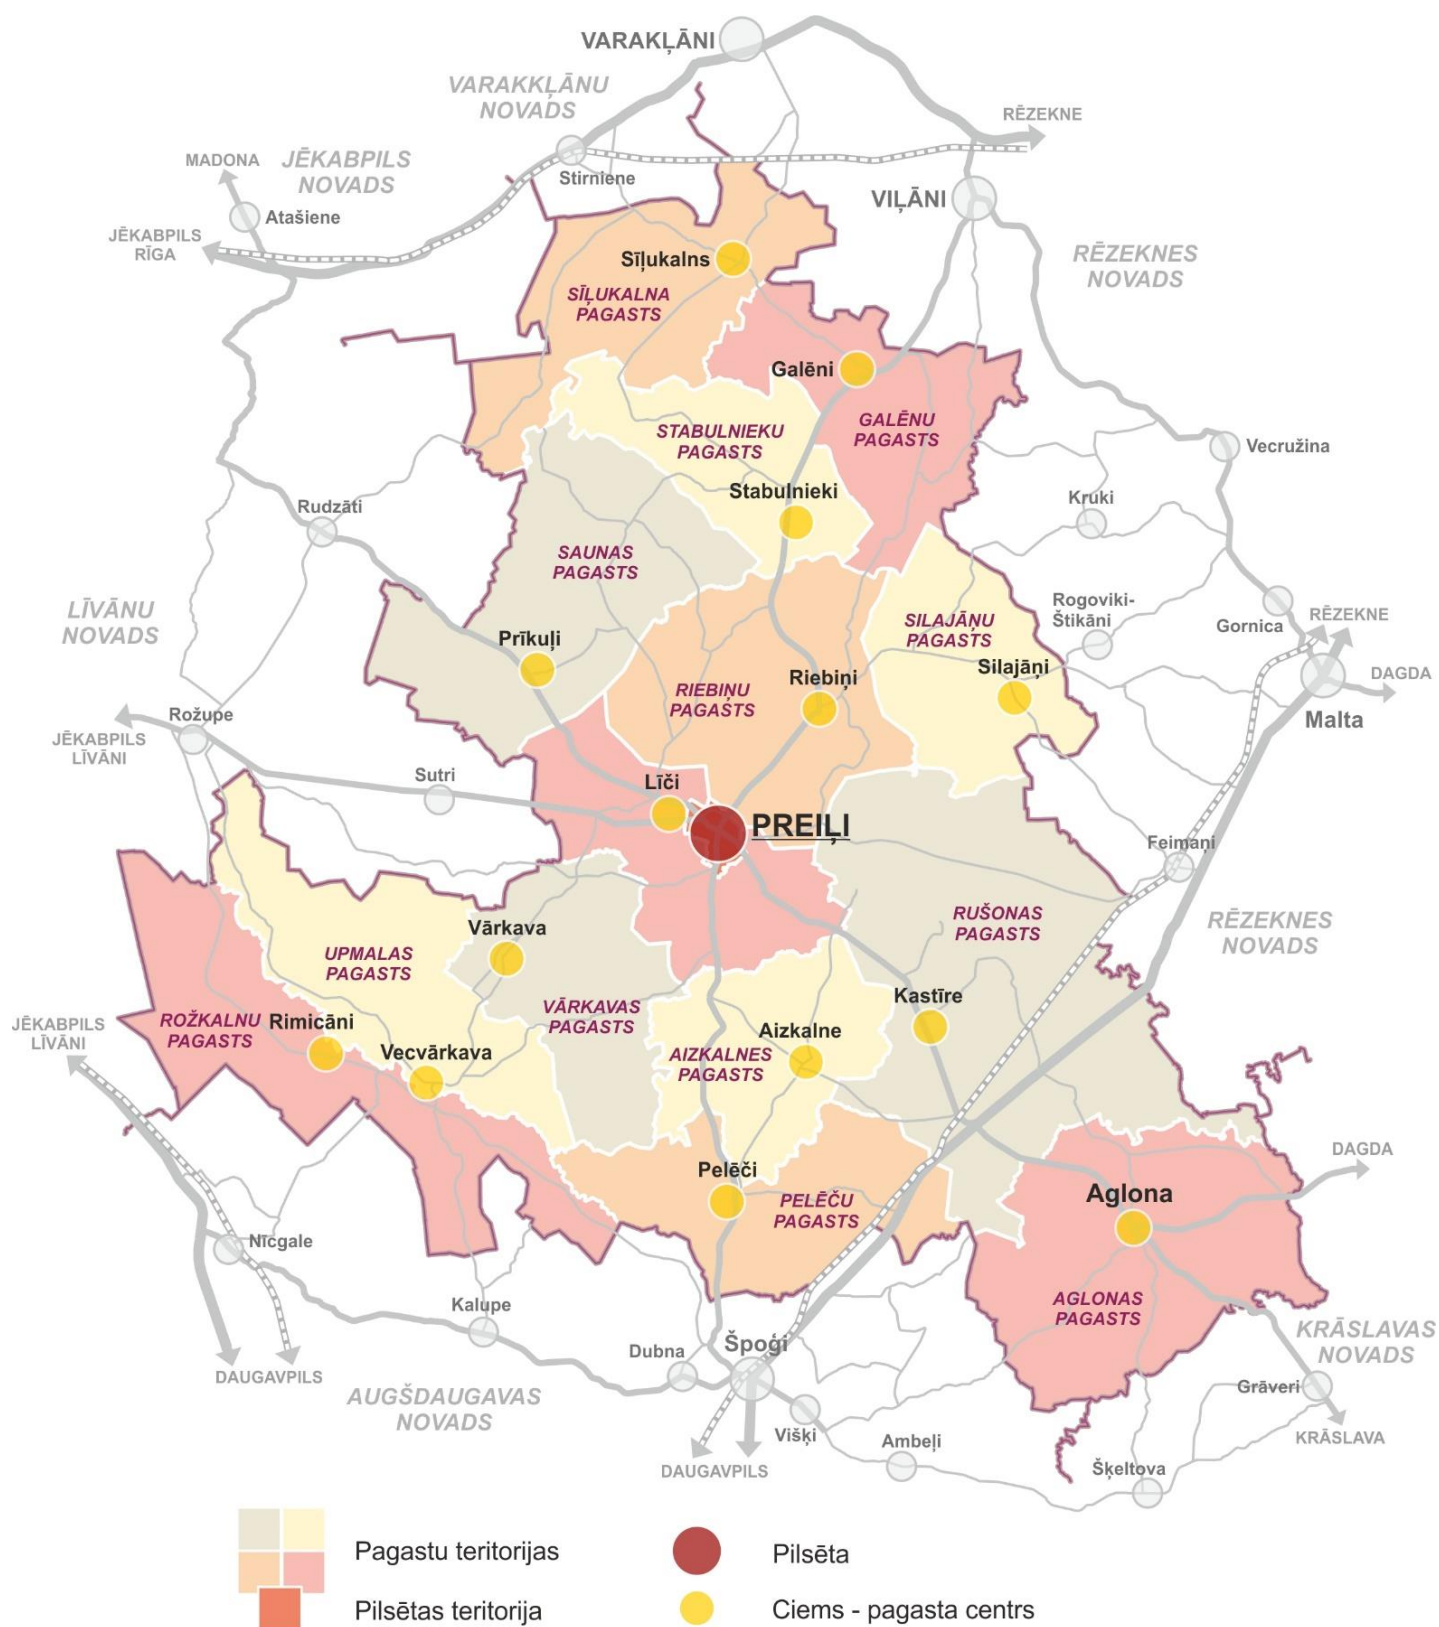 VARAKĻĀNI
VARAKKĻĀNU
NOVADS
RĒZEKNE
MADONA
JĒKABPILS
NOVADS
Stirniene
VIĻĀNI
Atašiene
JĒKABPILS
RĪGA
Sīļukalns
RĒZEKNES
NOVADS
SĪĻUKALNA
PAGASTS
Galēni
STABULNIEKU
PAGASTS
GALĒNU
PAGASTS
Vecružina
Stabulnieki
Kruki
Rudzāti
SAUNAS
PAGASTS
LĪVĀNU
NOVADS
Rogoviki-
Štikāni
RĒZEKNE
Gornica
SILAJĀŅU
PAGASTS
Prīkuļi
Silajāņi
Riebiņi
RIEBIŅU
PAGASTS
DAGDA
Malta
Rožupe
JĒKABPILS
LĪVĀNI
Sutri
Līči
PREIĻI
Feimaņi
RUŠONAS
PAGASTS
RĒZEKNES
NOVADS
Vārkava
UPMALAS
PAGASTS
VĀRKAVAS
PAGASTS
Kastīre
ROŽKALNU
PAGASTS
Rimicāni
JĒKABPILS
LĪVĀNI
Aizkalne
Vecvārkava
AIZKALNES
PAGASTS
DAGDA
Pelēči
Aglona
PELĒČU
PAGASTS
Nīcgale
Kalupe
AGLONAS
PAGASTS
KRĀSLAVAS
NOVADS
Špoģi
Dubna
DAUGAVPILS
Grāveri
AUGŠDAUGAVAS
NOVADS
Višķi
Ambeļi
KRĀSLAVA
DAUGAVPILS
Šķeltova
Pagastu teritorijas
Pilsēta
Pilsētas teritorija
Ciems - pagasta centrs